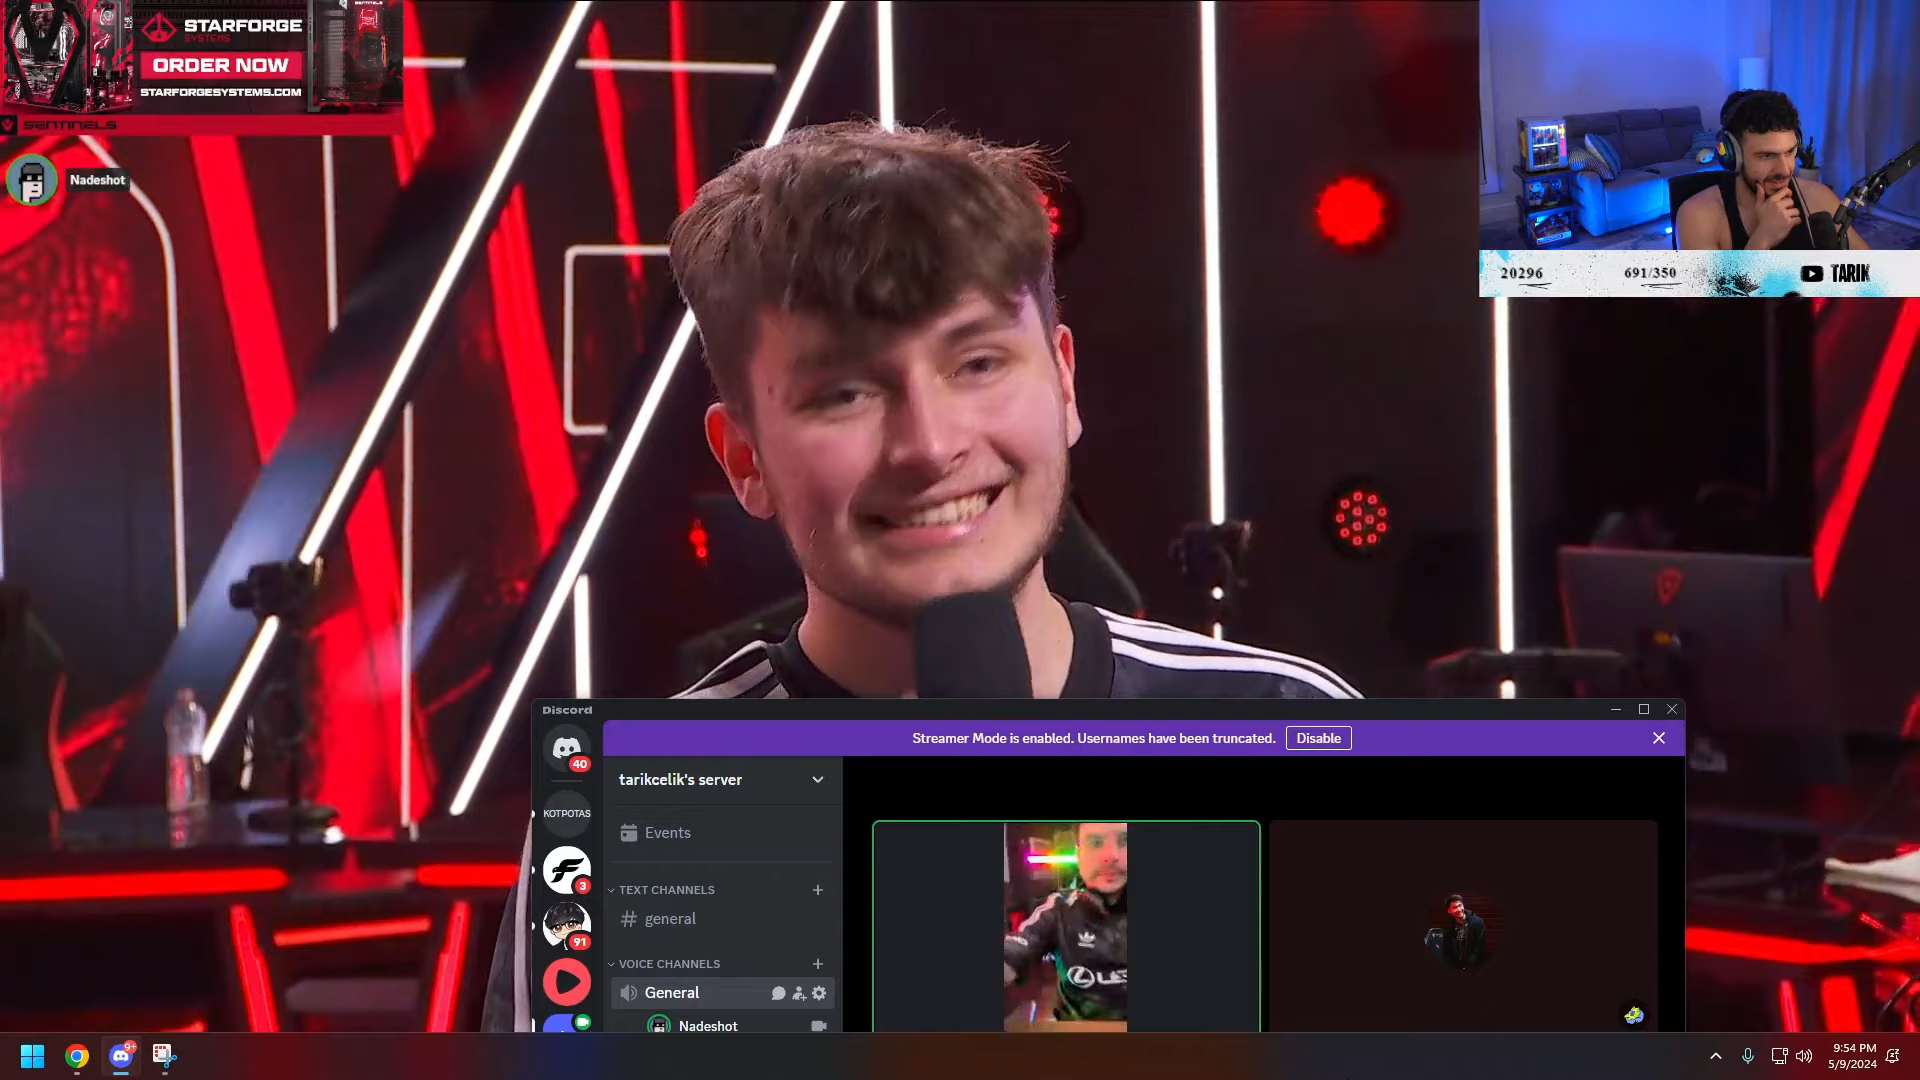 STARFORGE
SYSTEMS
ORDER NOW
STARFORGESYSTEMS.COM
SENTINELS
Nadeshot
20296
691/350
TARIK
Discord
Streamer Mode is enabled. Usernames have been truncated.
Disable
40
tarikcelik's server
KOTPOTAS
Events
3
TEXT CHANNELS
general
91
VOICE CHANNELS
General
Nadeshot
9+
9:54 PM
5/9/2024